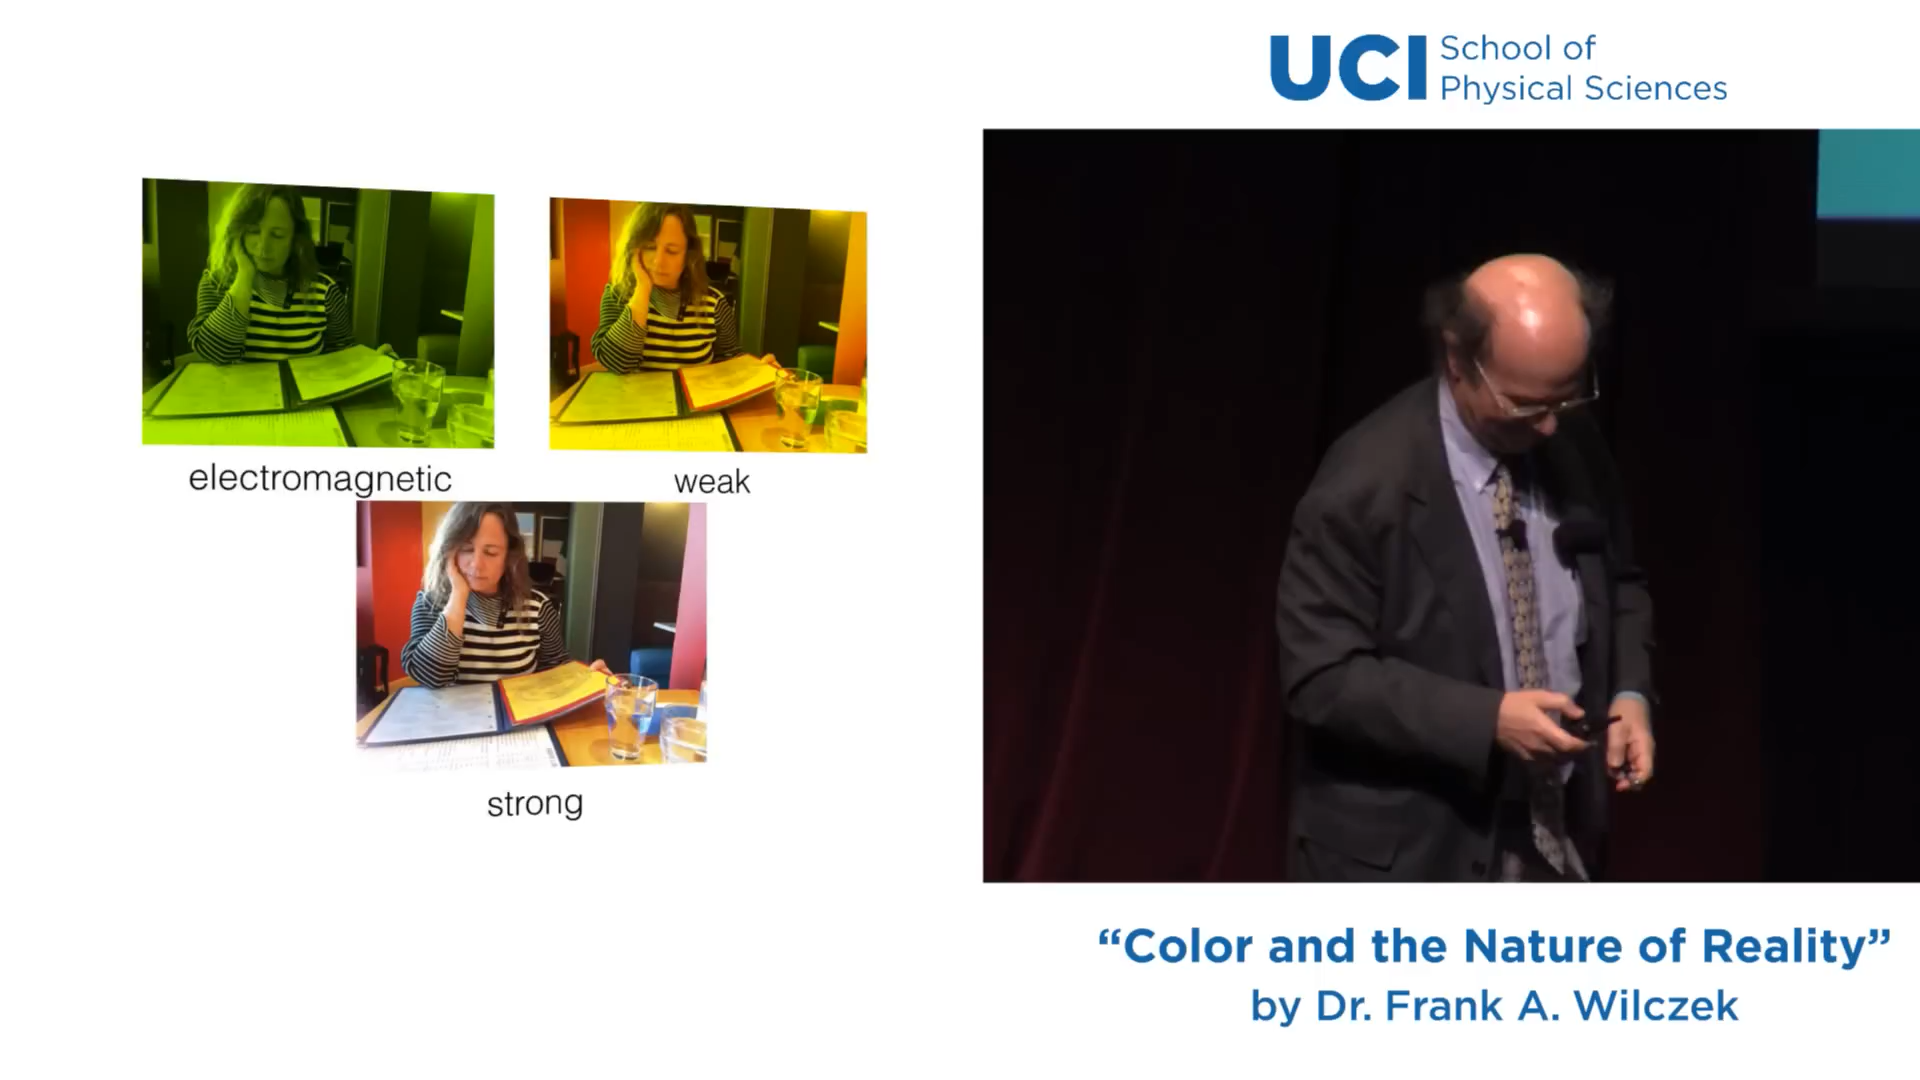 UCI School of
Physical Sciences
electromagnetic
weak
strong
“Color and the Nature of Reality”
by Dr. Frank A. Wilczek